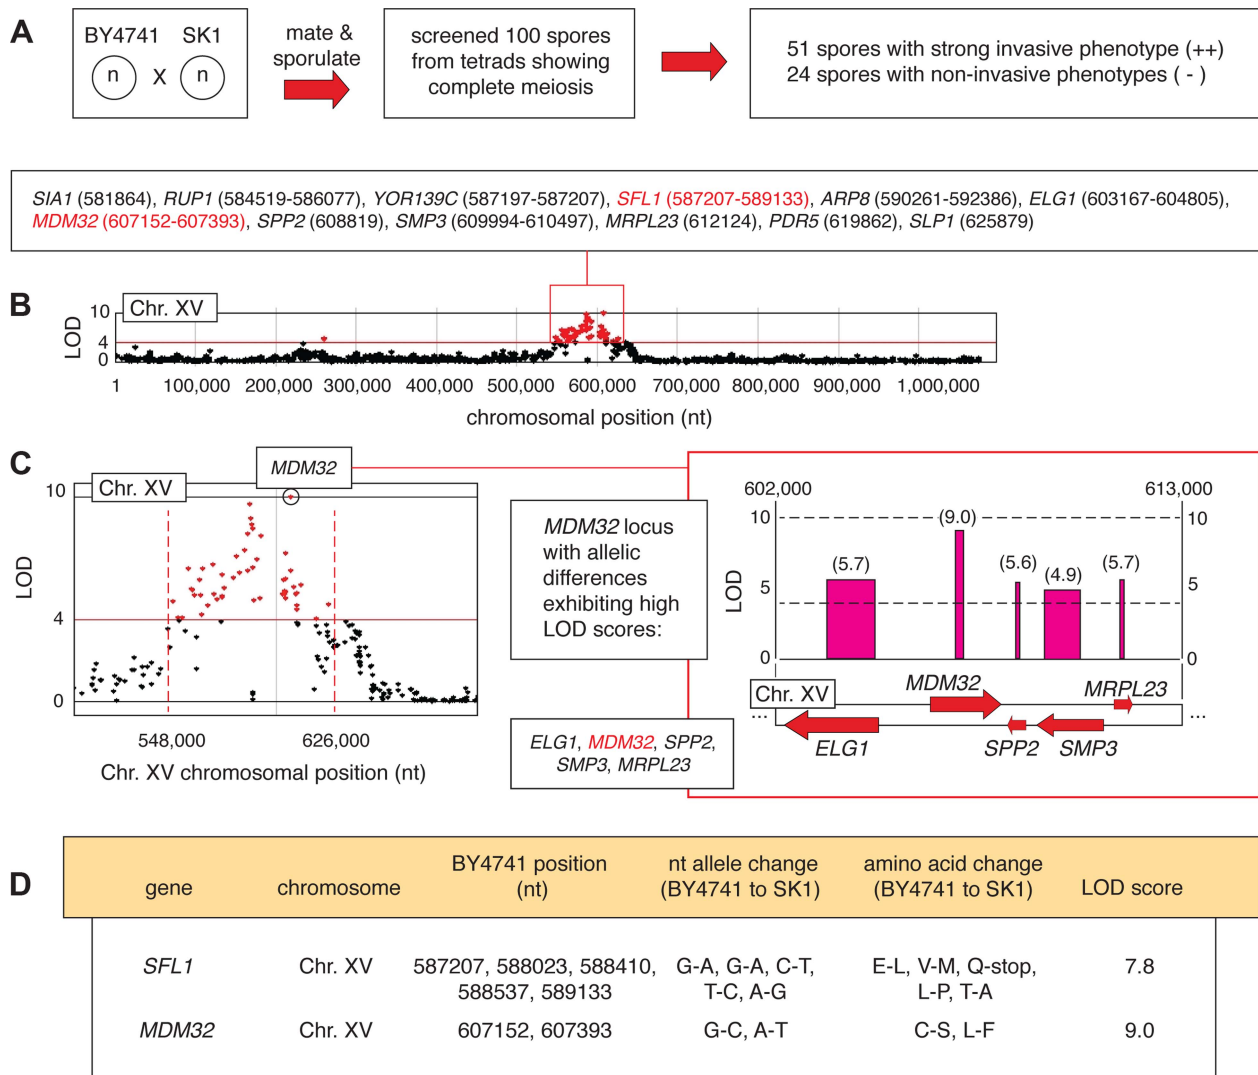 A
BY4741 SK1
n X n
mate &
sporulate
screened 100 spores
from tetrads showing
complete meiosis
51 spores with strong invasive phenotype (++)
24 spores with non-invasive phenotypes ( - )
SIA1 (581864), RUP1 (584519-586077), YOR139C (587197-587207), SFL1 (587207-589133), ARP8 (590261-592386), ELG1 (603167-604805),
MDM32 (607152-607393), SPP2 (608819), SMP3 (609994-610497), MRPL23 (612124), PDR5 (619862), SLP1 (625879)
B
Chr. XV
LOD
10
4
0
1 100,000 200,000 300,000 400,000 500,000 600,000 700,000 800,000 900,000 1,000,000
chromosomal position (nt)
C
MDM32
Chr. XV
LOD
10
4
0
548,000 626,000
Chr. XV chromosomal position (nt)
MDM32 locus
with allelic
differences
exhibiting high
LOD scores:
ELG1, MDM32, SPP2,
SMP3, MRPL23
602,000 613,000
10 (9.0) 10
(5.7) (5.6) (4.9) (5.7)
5 5
LOD
0 0
MDM32 MRPL23
Chr. XV
... ...
ELG1 SPP2 SMP3
D
gene chromosome BY4741 position
(nt) nt allele change
(BY4741 to SK1) amino acid change
(BY4741 to SK1) LOD score
SFL1 Chr. XV 587207, 588023, 588410, G-A, G-A, C-T, E-L, V-M, Q-stop, 7.8
588537, 589133 T-C, A-G L-P, T-A
MDM32 Chr. XV 607152, 607393 G-C, A-T C-S, L-F 9.0